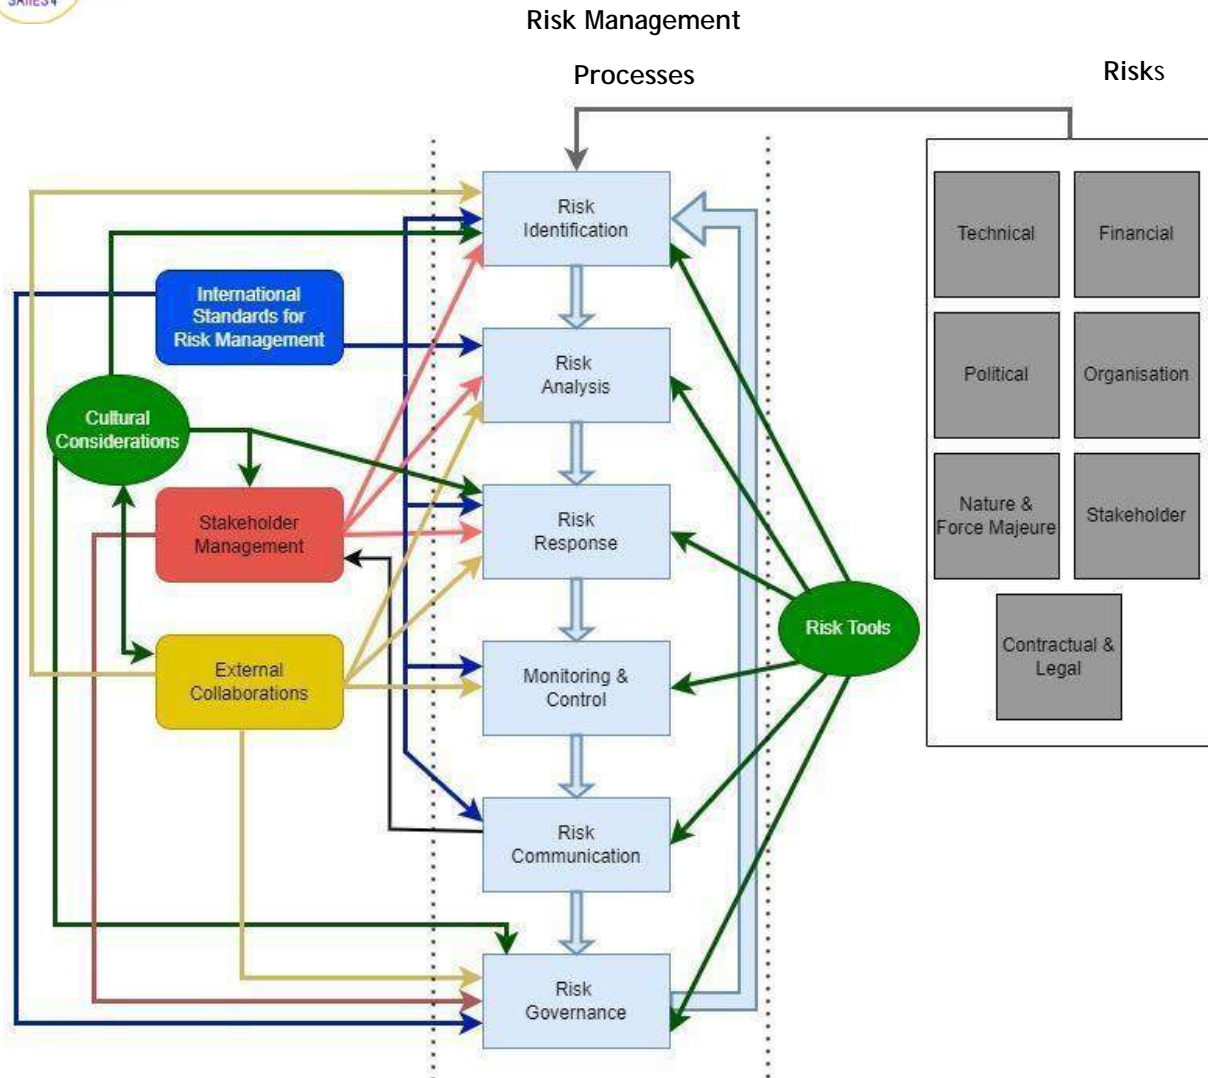 Risk Management
Processes
Risks
Risk
Identification
Technical
Financial
International
Standards for
Risk Management
Risk
Analysis
Political
Organisation
Cultural
Considerations
Stakeholder
Management
Risk
Response
Nature &
Force Majeure
Stakeholder
Risk Tools
External
Collaborations
Monitoring &
Control
Contractual &
Legal
Risk
Communication
Risk
Governance